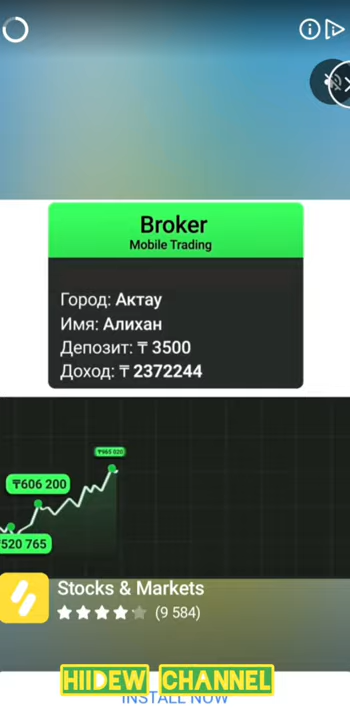 Broker
Mobile Trading
Город: Актау
Имя: Алихан
Депозит: ₸ 3500
Доход: ₸ 2372244
₸965 020
₸606 200
520 765
Stocks & Markets
(9 584)
HIIDEW CHANNEL
INSTALL NOW